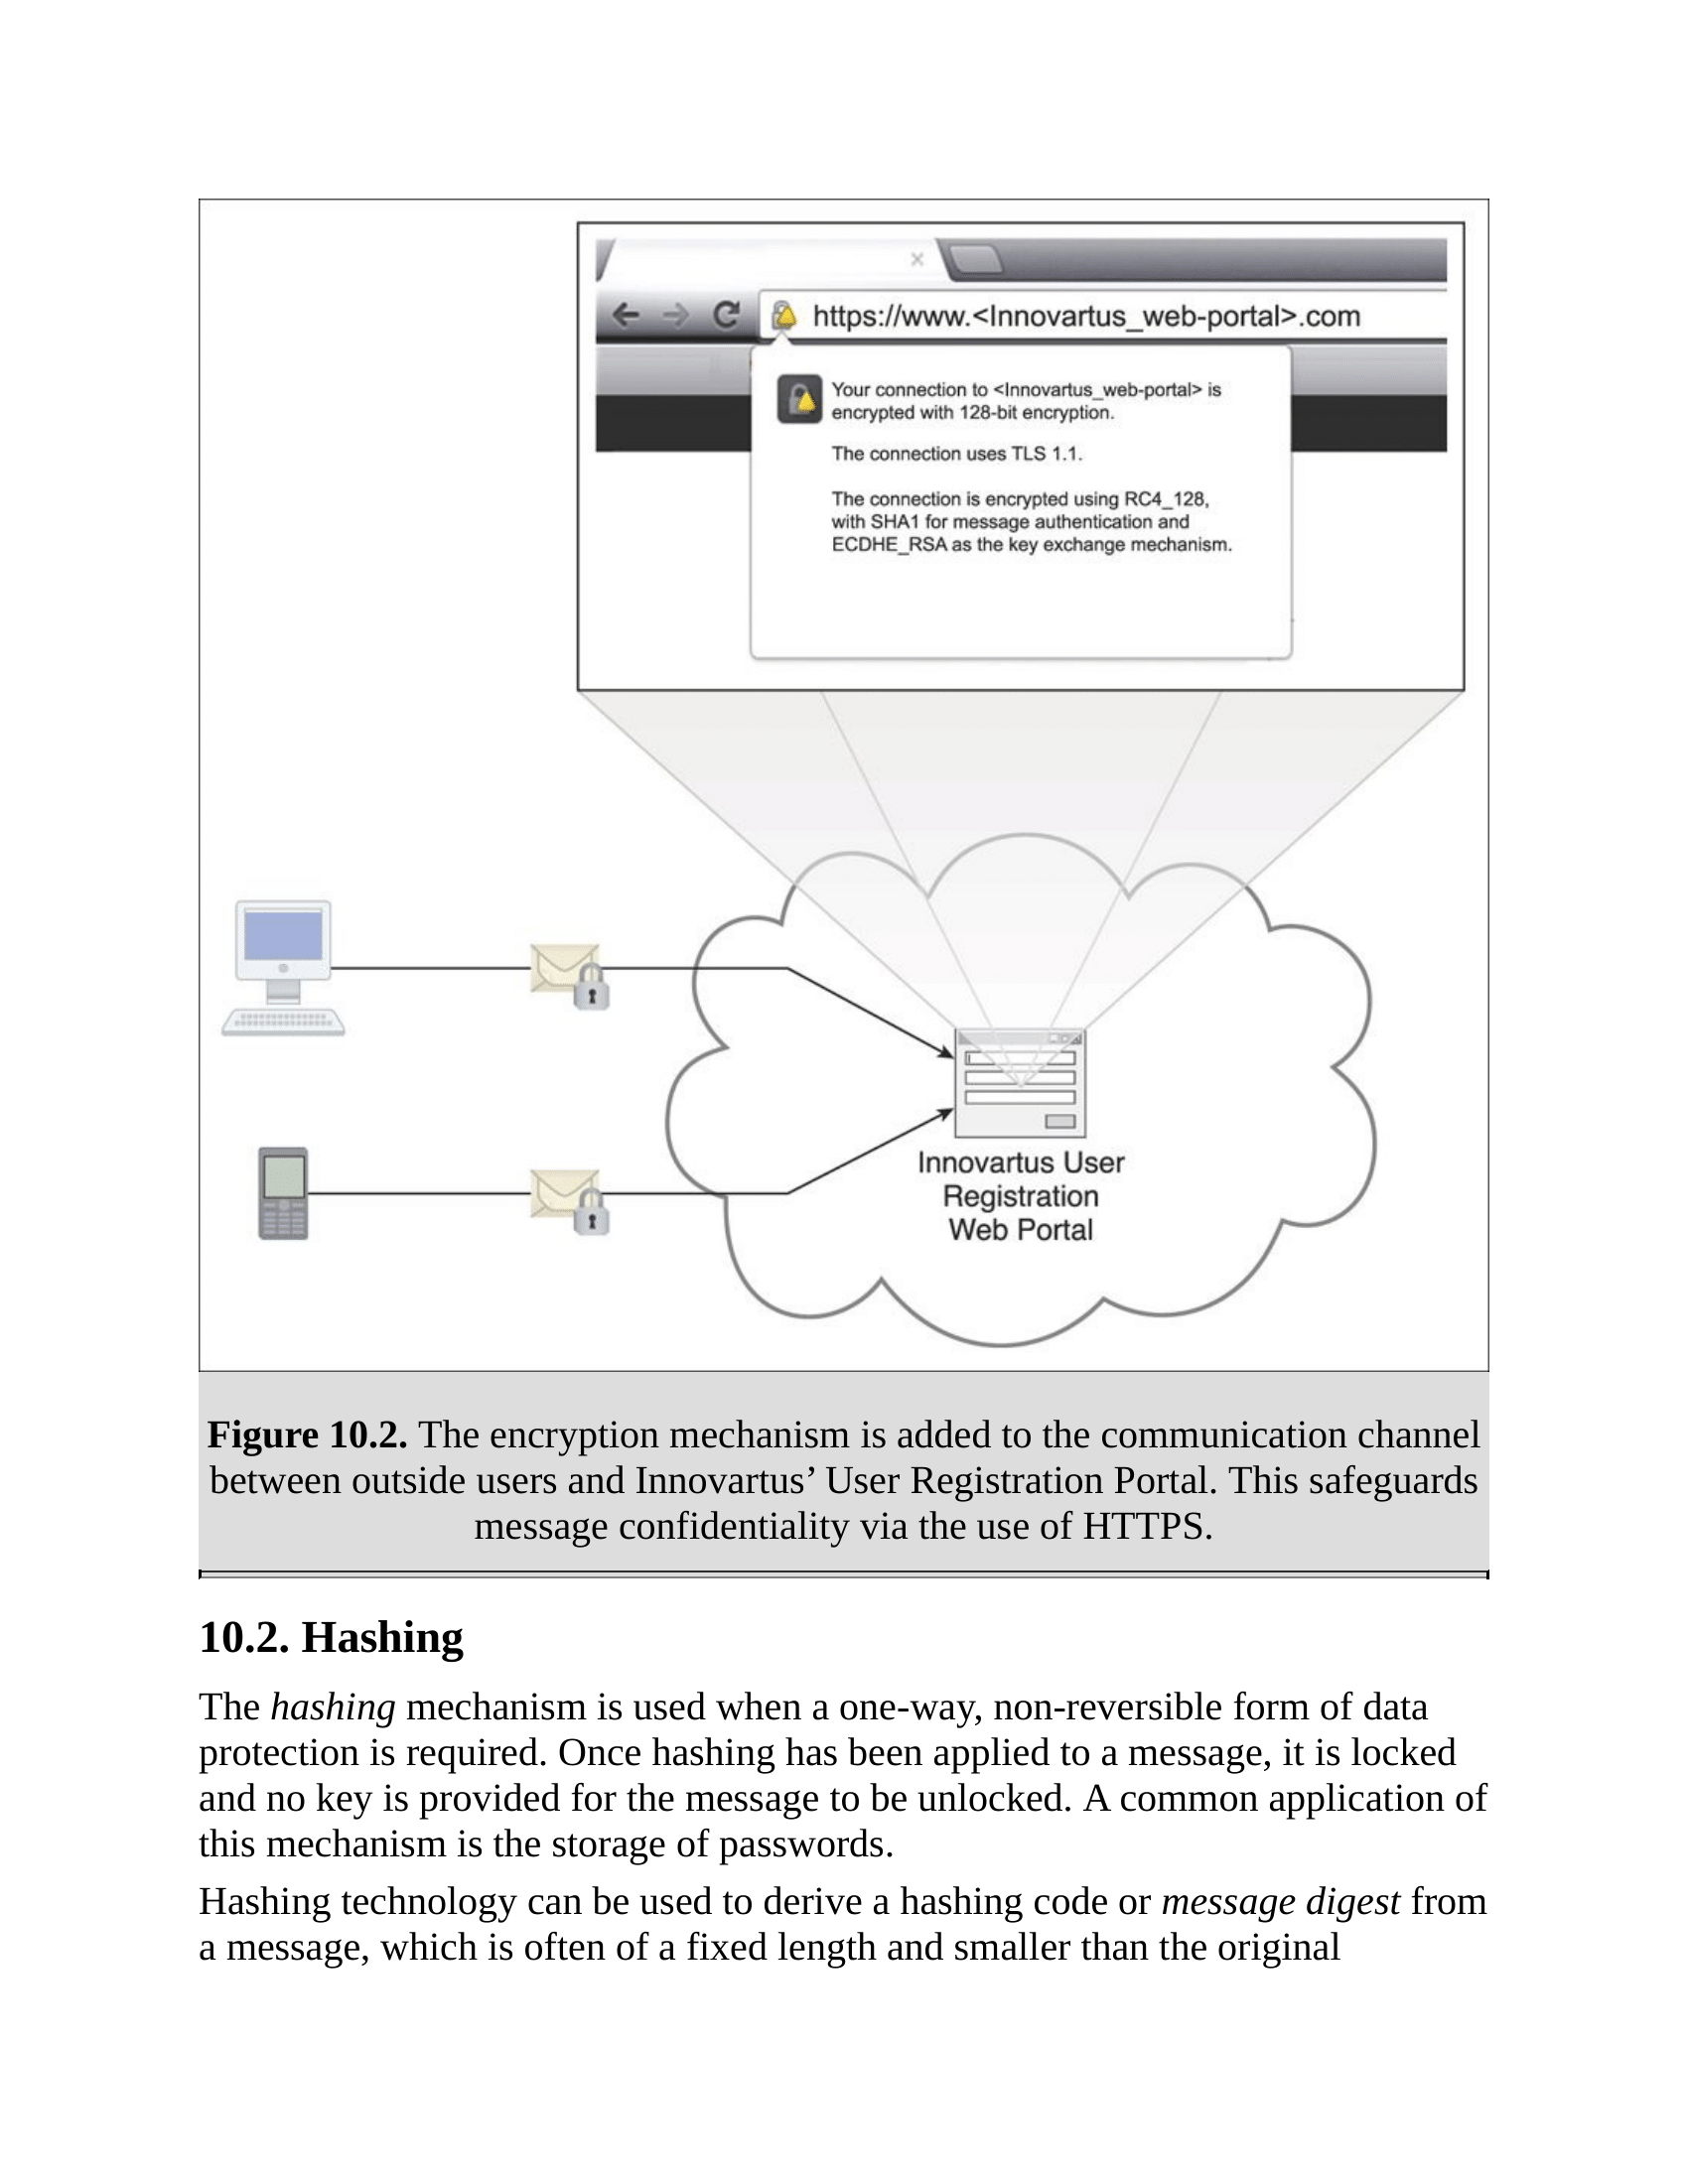 https://www.<Innovartus_web-portal>.com
Your connection to <Innovartus_web-portal> is
encrypted with 128-bit encryption.
The connection uses TLS 1.1.
The connection is encrypted using RC4_128,
with SHA1 for message authentication and
ECDHE_RSA as the key exchange mechanism.
Innovartus User
Registration
Web Portal
Figure 10.2. The encryption mechanism is added to the communication channel
between outside users and Innovartus’ User Registration Portal. This safeguards
message confidentiality via the use of HTTPS.
10.2. Hashing
The hashing mechanism is used when a one-way, non-reversible form of data
protection is required. Once hashing has been applied to a message, it is locked
and no key is provided for the message to be unlocked. A common application of
this mechanism is the storage of passwords.
Hashing technology can be used to derive a hashing code or message digest from
a message, which is often of a fixed length and smaller than the original